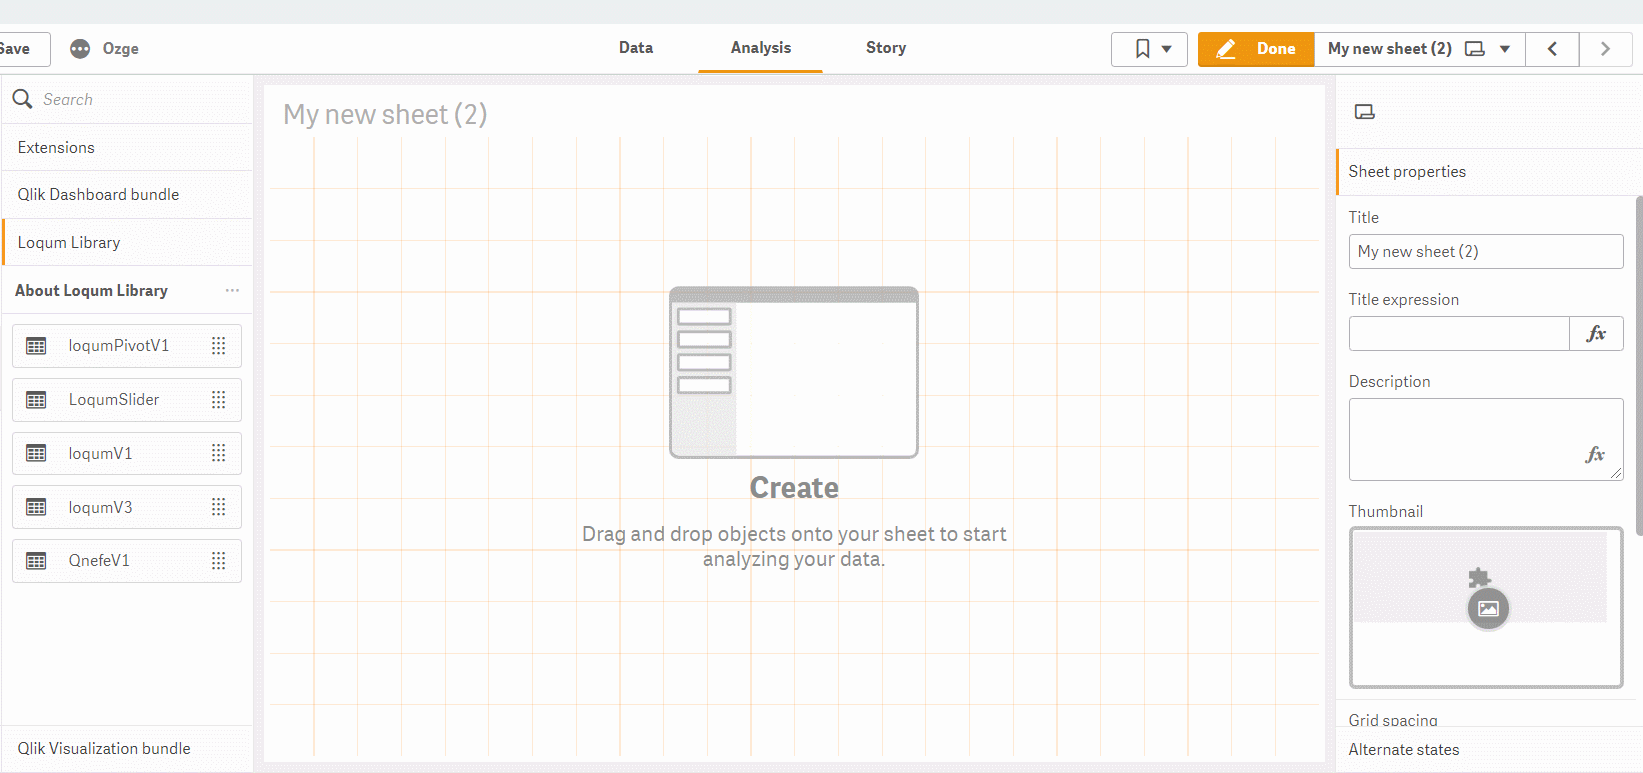 Save
Ozge
Data
Analysis
Story
Done
My new sheet (2)
Search
Extensions
Qlik Dashboard bundle
Loqum Library
About Loqum Library
loqumPivotV1
LoqumSlider
loqumV1
loqumV3
QnefeV1
Qlik Visualization bundle
My new sheet (2)
Create
Drag and drop objects onto your sheet to start
analyzing your data.
Sheet properties
Title
My new sheet (2)
Title expression
fx
Description
fx
Thumbnail
Grid spacing
Alternate states